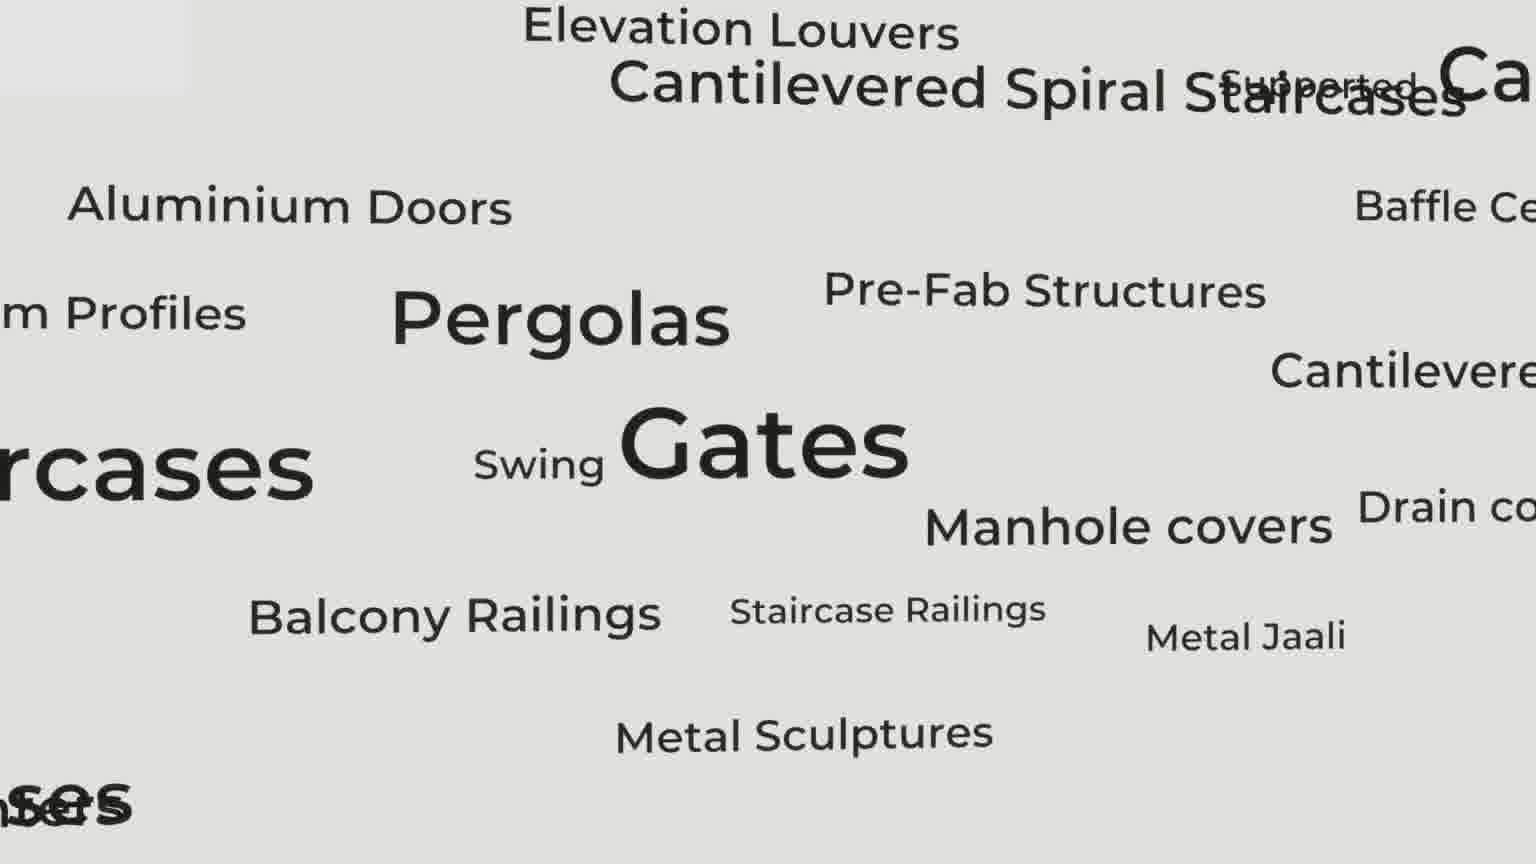 Elevation Louvers
Cantilevered Spiral Staircases
Supported
Ca
Aluminium Doors
Baffle Ce
m Profiles
Pergolas
Pre-Fab Structures
Cantilevere
rcases
Swing
Gates
Manhole covers
Drain co
Balcony Railings
Staircase Railings
Metal Jaali
Metal Sculptures
ses